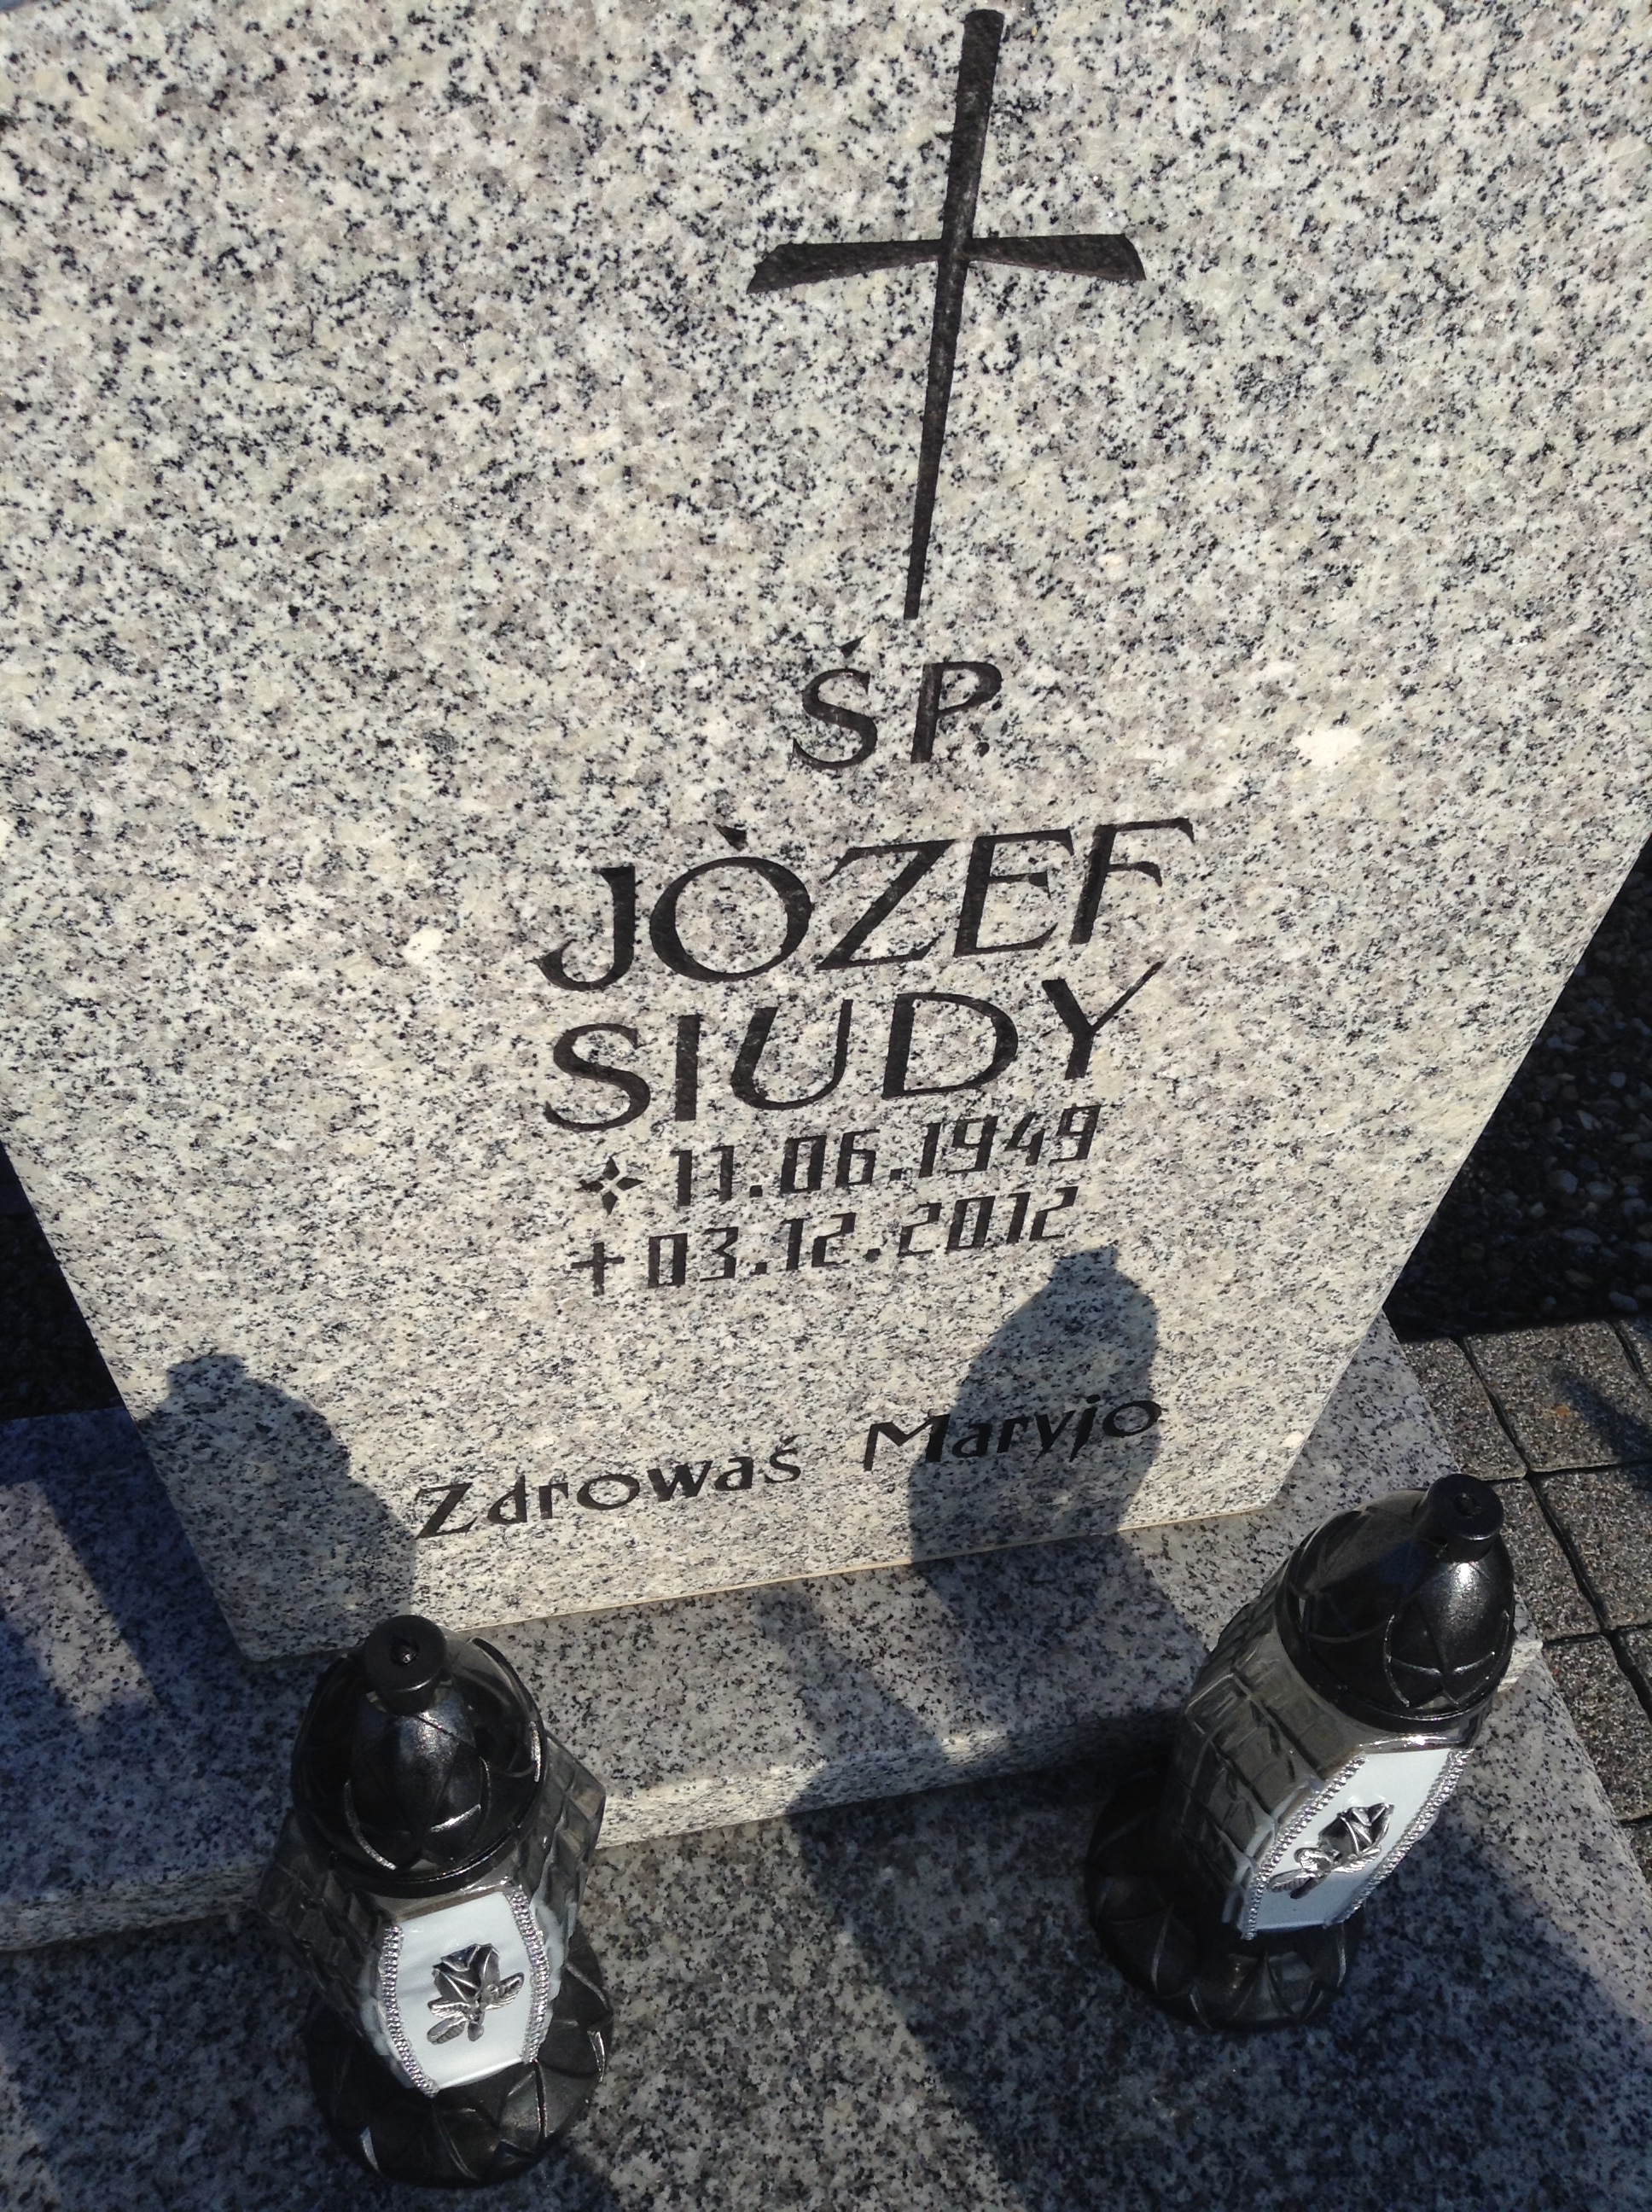 Ś P.
JÒZEF
SIUDY
11.06.1949
+ 03.12.2012
Zdrowaś Maryjo